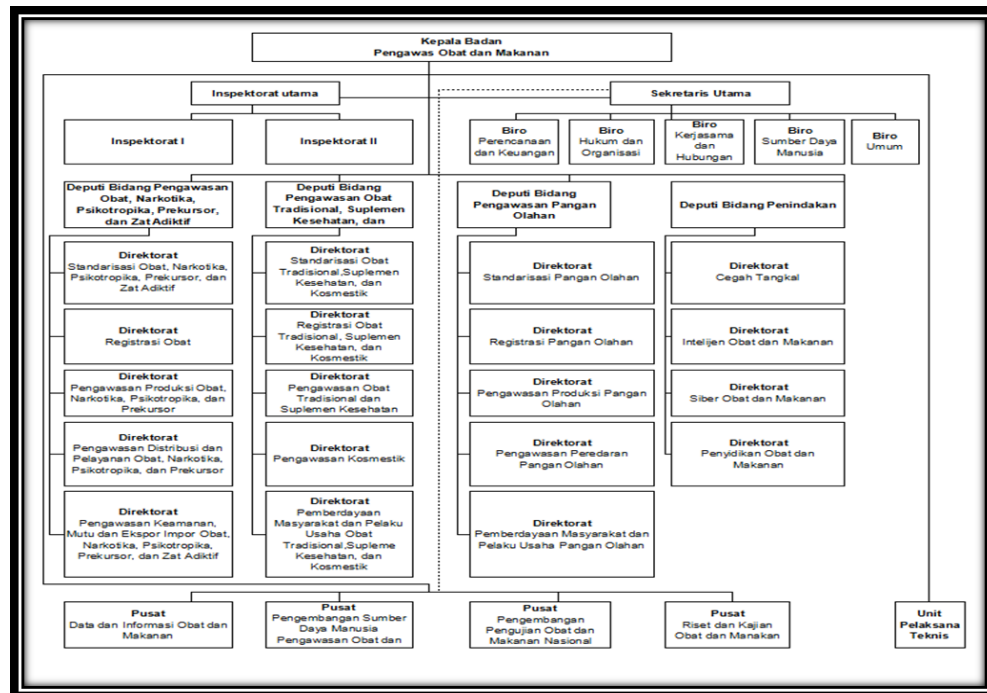 Kepala Badan
Pengawas Obat dan Makanan
Inspektorat utama
Sekretaris Utama
Inspektorat I
Inspektorat II
Biro
Perencanaan
dan Keuangan
Biro
Hukum dan
Organisasi
Biro
Kerjasama
dan
Hubungan
Biro
Sumber Daya
Manusia
Biro
Umum
Deputi Bidang Pengawasan
Obat, Narkotika,
Psikotropika, Prekursor,
dan Zat Adiktif
Deputi Bidang
Pengawasan Obat
Tradisional, Suplemen
Kesehatan, dan
Deputi Bidang
Pengawasan Pangan
Olahan
Deputi Bidang Penindakan
Direktorat
Standarisasi Obat, Narkotika,
Psikotropika, Prekursor, dan
Zat Adiktif
Direktorat
Standarisasi Obat
Tradisional,Suplemen
Kesehatan, dan
Kosmestik
Direktorat
Standarisasi Pangan Olahan
Direktorat
Cegah Tangkal
Direktorat
Registrasi Obat
Direktorat
Registrasi Obat
Tradisional, Suplemen
Kesehatan, dan
Kosmestik
Direktorat
Registrasi Pangan Olahan
Direktorat
Intelijen Obat dan Makanan
Direktorat
Pengawasan Produksi Obat,
Narkotika, Psikotropika, dan
Prekursor
Direktorat
Pengawasan Obat
Tradisional dan
Suplemen Kesehatan
Direktorat
Pengawasan Produksi Pangan
Olahan
Direktorat
Siber Obat dan Makanan
Direktorat
Pengawasan Distribusi dan
Pelayanan Obat, Narkotika,
Psikotropika, dan Prekursor
Direktorat
Pengawasan Kosmestik
Direktorat
Pengawasan Peredaran
Pangan Olahan
Direktorat
Penyidikan Obat dan
Makanan
Direktorat
Pengawasan Keamanan,
Mutu dan Ekspor Impor Obat,
Narkotika, Psikotropika,
Prekursor, dan Zat Adiktif
Direktorat
Pemberdayaan
Masyarakat dan Pelaku
Usaha Obat
Tradisional,Supleme
Kesehatan, dan
Kosmestik
Direktorat
Pemberdayaan Masyarakat dan
Pelaku Usaha Pangan Olahan
Pusat
Data dan Informasi Obat dan
Makanan
Pusat
Pengembangan Sumber
Daya Manusia
Pengawasan Obat dan
Pusat
Pengembangan
Pengujian Obat dan
Makanan Nasional
Pusat
Riset dan Kajian
Obat dan Manakan
Unit
Pelaksana
Teknis